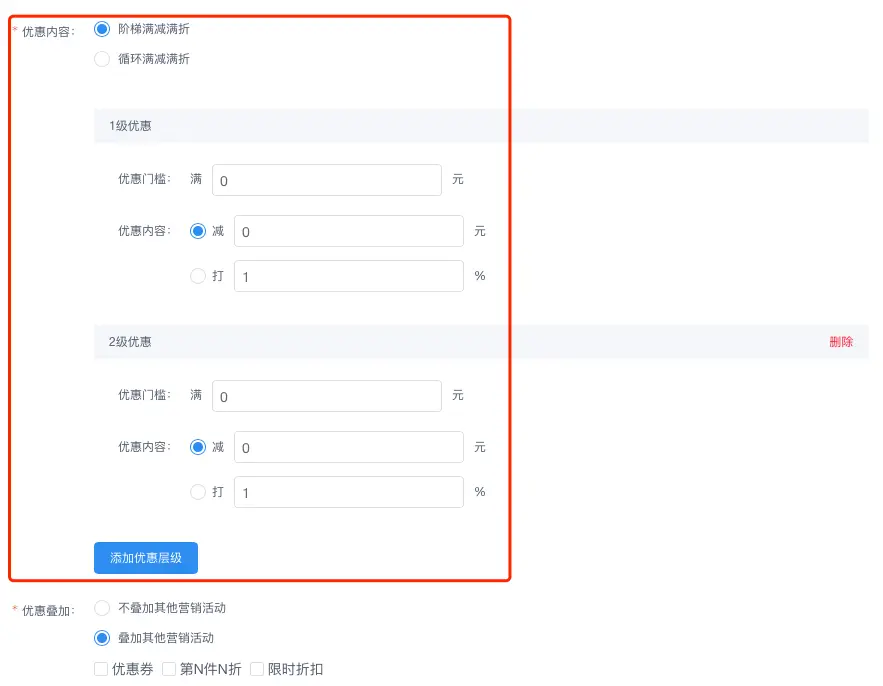 * 优惠内容: 阶梯满减满折
循环满减满折
1级优惠
优惠门槛: 满 0 元
优惠内容: 减 0 元
打 1 %
2级优惠 删除
优惠门槛: 满 0 元
优惠内容: 减 0 元
打 1 %
添加优惠层级
* 优惠叠加: 不叠加其他营销活动
叠加其他营销活动
优惠券 第N件N折 限时折扣